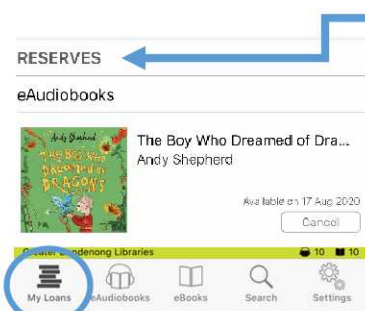 RESERVES
eAudiobooks
Andy Shepherd
THE BOY WHO
DREAMED OF
DRAGONS
The Boy Who Dreamed of Dra...
Andy Shepherd
Available on 17 Aug 2020
Cancel
Greater Dandenong Libraries 10 10
My Loans eAudiobooks eBooks Search Settings